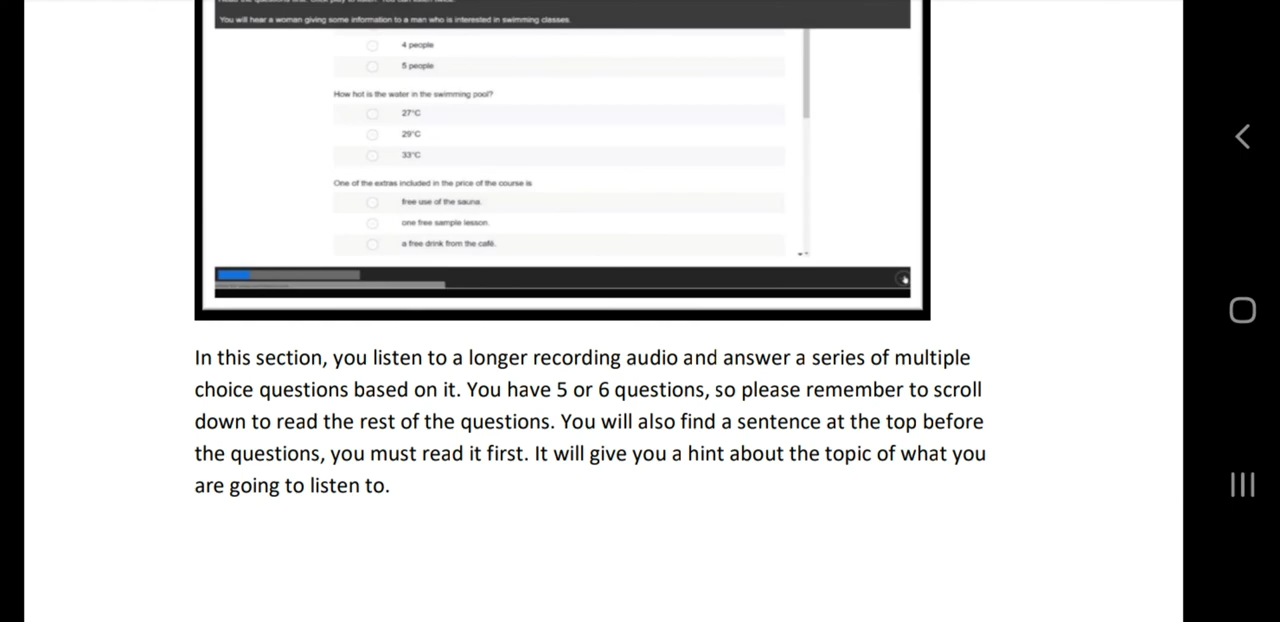 You will hear a woman giving some information to a man who is interested in swimming classes.
4 people
5 people
How hot is the water in the swimming pool?
27°C
29°C
33°C
One of the extras included in the price of the course is
free use of the sauna.
one free sample lesson.
a free drink from the café.
In this section, you listen to a longer recording audio and answer a series of multiple
choice questions based on it. You have 5 or 6 questions, so please remember to scroll
down to read the rest of the questions. You will also find a sentence at the top before
the questions, you must read it first. It will give you a hint about the topic of what you
are going to listen to.